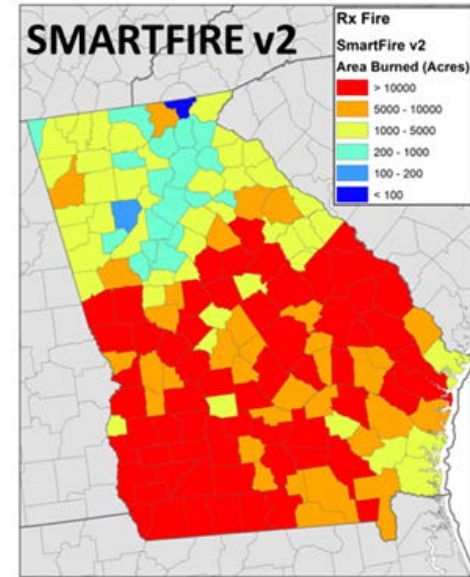 SMARTFIRE v2
Rx Fire
SmartFire v2
Area Burned (Acres)
> 10000
5000 - 10000
1000 - 5000
200 - 1000
100 - 200
< 100